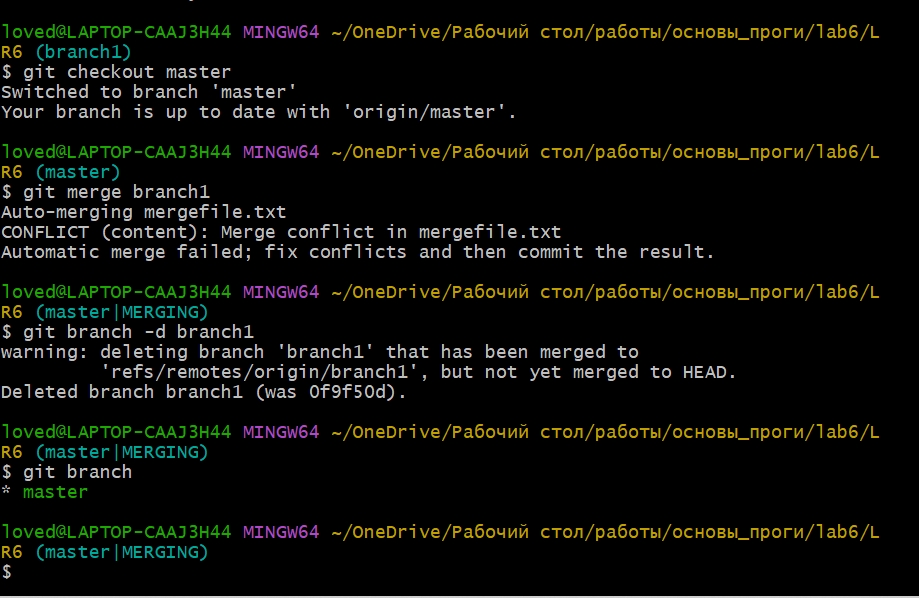 loved@LAPTOP-CAAJ3H44 MINGW64 ~/OneDrive/Рабочий стол/работы/основы_проги/lab6/L
R6 (branch1)
$ git checkout master
Switched to branch 'master'
Your branch is up to date with 'origin/master'.
loved@LAPTOP-CAAJ3H44 MINGW64 ~/OneDrive/Рабочий стол/работы/основы_проги/lab6/L
R6 (master)
$ git merge branch1
Auto-merging mergefile.txt
CONFLICT (content): Merge conflict in mergefile.txt
Automatic merge failed; fix conflicts and then commit the result.
loved@LAPTOP-CAAJ3H44 MINGW64 ~/OneDrive/Рабочий стол/работы/основы_проги/lab6/L
R6 (master|MERGING)
$ git branch -d branch1
warning: deleting branch 'branch1' that has been merged to
'refs/remotes/origin/branch1', but not yet merged to HEAD.
Deleted branch branch1 (was 0f9f50d).
loved@LAPTOP-CAAJ3H44 MINGW64 ~/OneDrive/Рабочий стол/работы/основы_проги/lab6/L
R6 (master|MERGING)
$ git branch
* master
loved@LAPTOP-CAAJ3H44 MINGW64 ~/OneDrive/Рабочий стол/работы/основы_проги/lab6/L
R6 (master|MERGING)
$